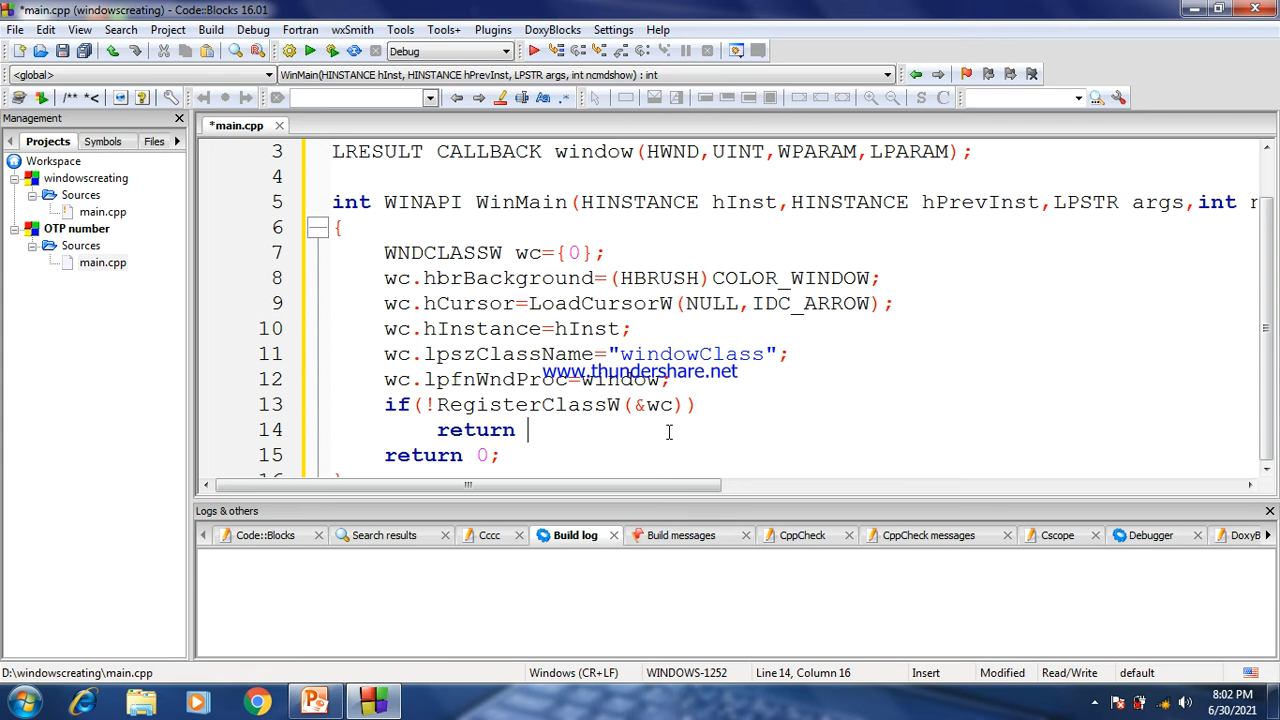 *main.cpp (windowscreating) - Code::Blocks 16.01
File Edit View Search Project Build Debug Fortran wxSmith Tools Tools+ Plugins DoxyBlocks Settings Help
Debug
<global> WinMain(HINSTANCE hInst, HINSTANCE hPrevInst, LPSTR args, int ncmdshow) : int
/** *<
S C
Management
Projects Symbols Files
*main.cpp
Workspace
windowscreating
Sources
main.cpp
OTP number
Sources
main.cpp
3 LRESULT CALLBACK window(HWND,UINT,WPARAM,LPARAM);
4
5 int WINAPI WinMain(HINSTANCE hInst,HINSTANCE hPrevInst,LPSTR args,int n
6 {
7 WNDCLASSW wc={0};
8 wc.hbrBackground=(HBRUSH)COLOR_WINDOW;
9 wc.hCursor=LoadCursorW(NULL,IDC_ARROW);
10 wc.hInstance=hInst;
11 wc.lpszClassName="windowClass";
www.thundershare.net
12 wc.lpfnWndProc=window;
13 if(!RegisterClassW(&wc))
14 return
15 return 0;
16 }
Logs & others
Code::Blocks Search results Cccc Build log Build messages CppCheck CppCheck messages Cscope Debugger DoxyB
D:\windowscreating\main.cpp Windows (CR+LF) WINDOWS-1252 Line 14, Column 16 Insert Modified Read/Write default
8:02 PM
6/30/2021